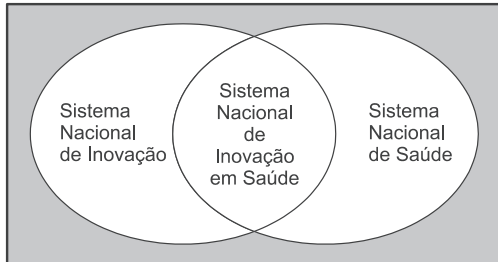 Sistema
Nacional
de Inovação
Sistema
Nacional
de
Inovação
em Saúde
Sistema
Nacional
de Saúde